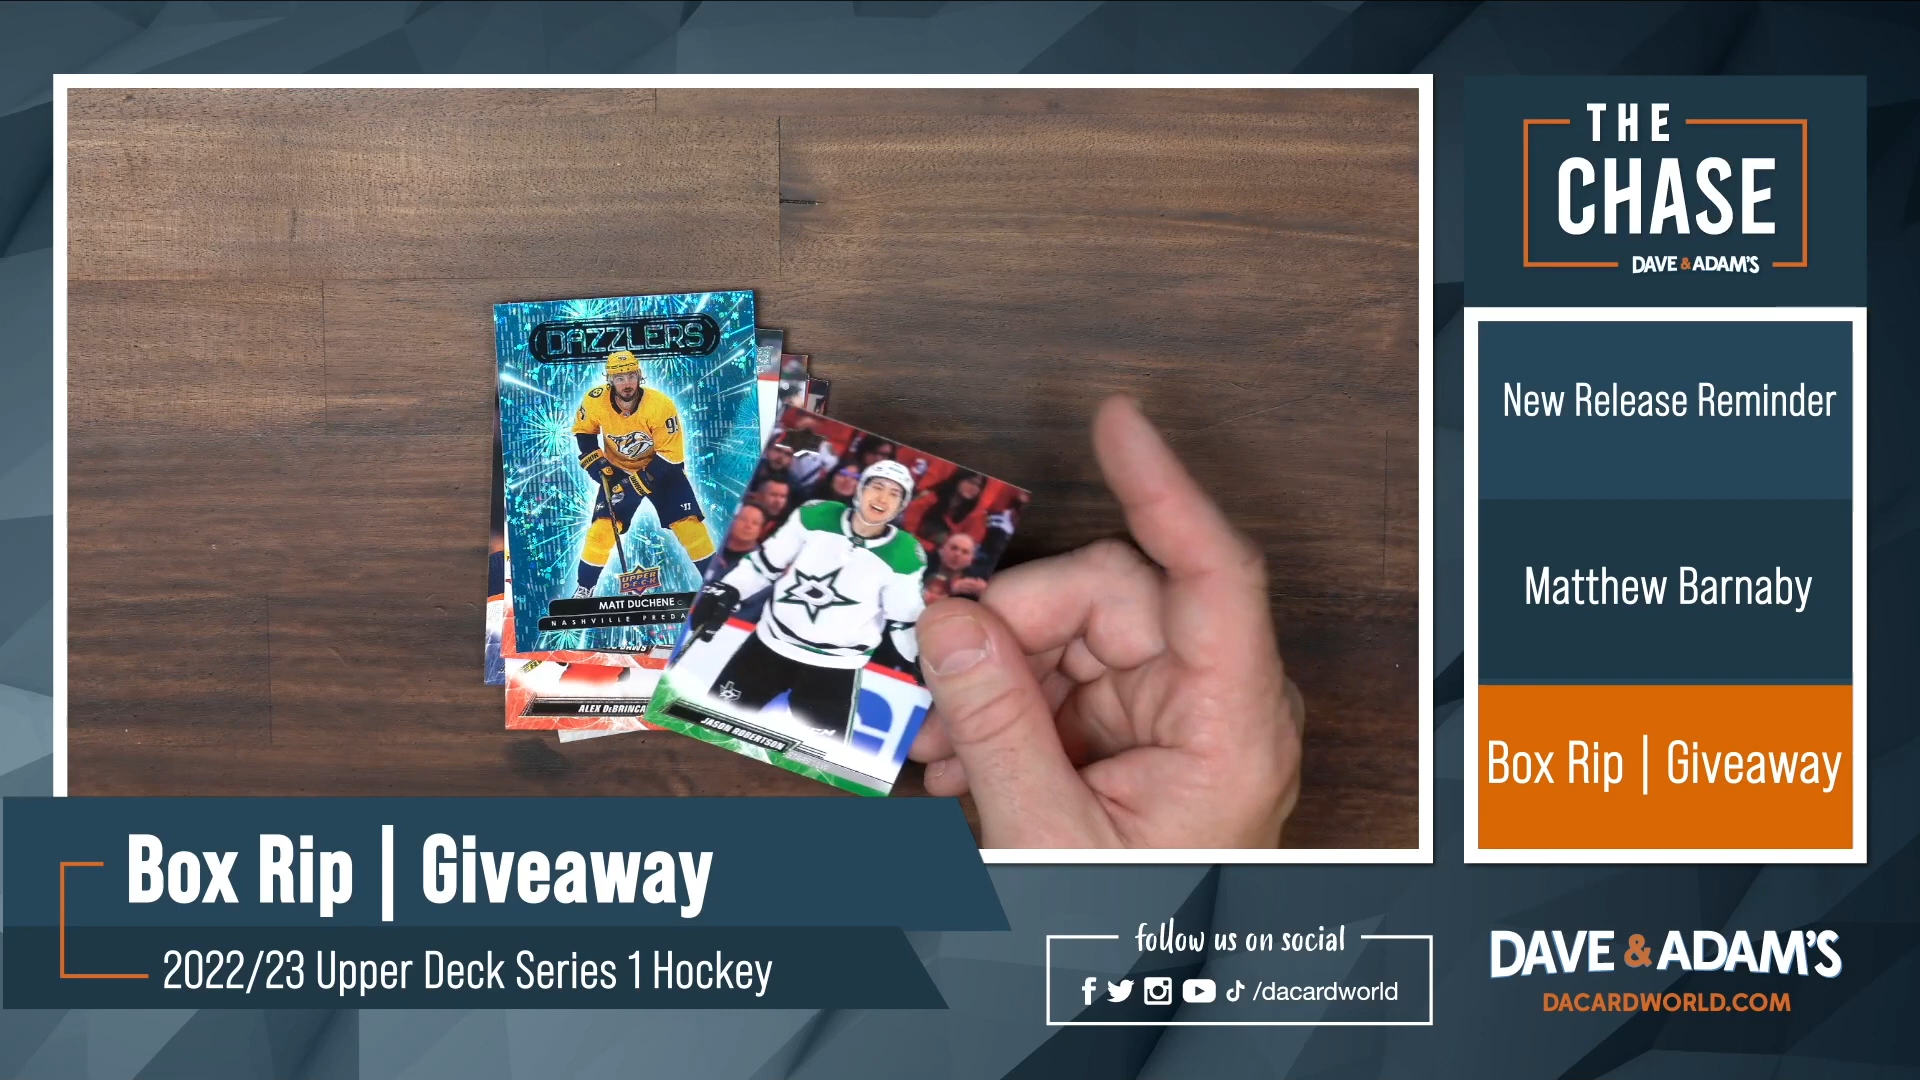 THE
CHASE
DAVE & ADAM'S
New Release Reminder
Matthew Barnaby
Box Rip | Giveaway
DAZZLERS
UPPER
DECK
MATT DUCHENE C
NASHVILLE PREDA
ALEX DeBRINCA
JASON ROBERTSON
Box Rip | Giveaway
2022/23 Upper Deck Series 1 Hockey
follow us on social
/dacardworld
DAVE & ADAM'S
DACARDWORLD.COM